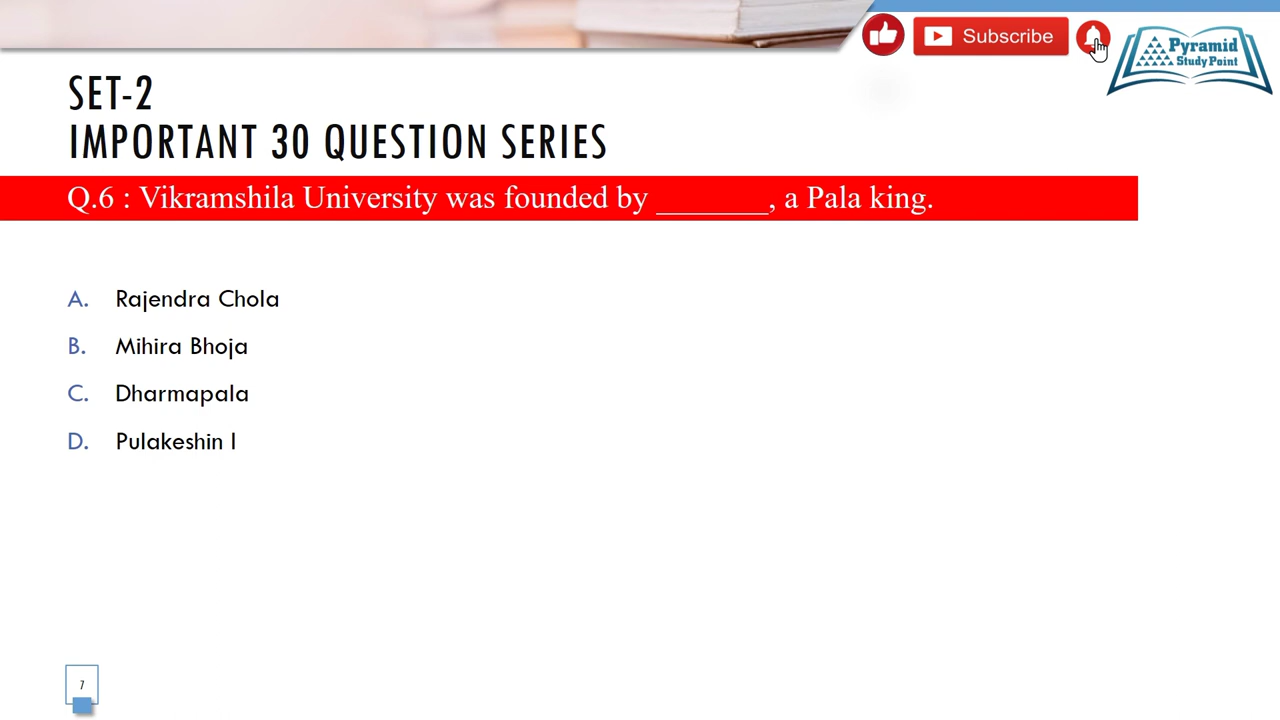 Subscribe
Pyramid
Study Point
SET-2
IMPORTANT 30 QUESTION SERIES
Q.6 : Vikramshila University was founded by _______, a Pala king.
A. Rajendra Chola
B. Mihira Bhoja
C. Dharmapala
D. Pulakeshin I
7